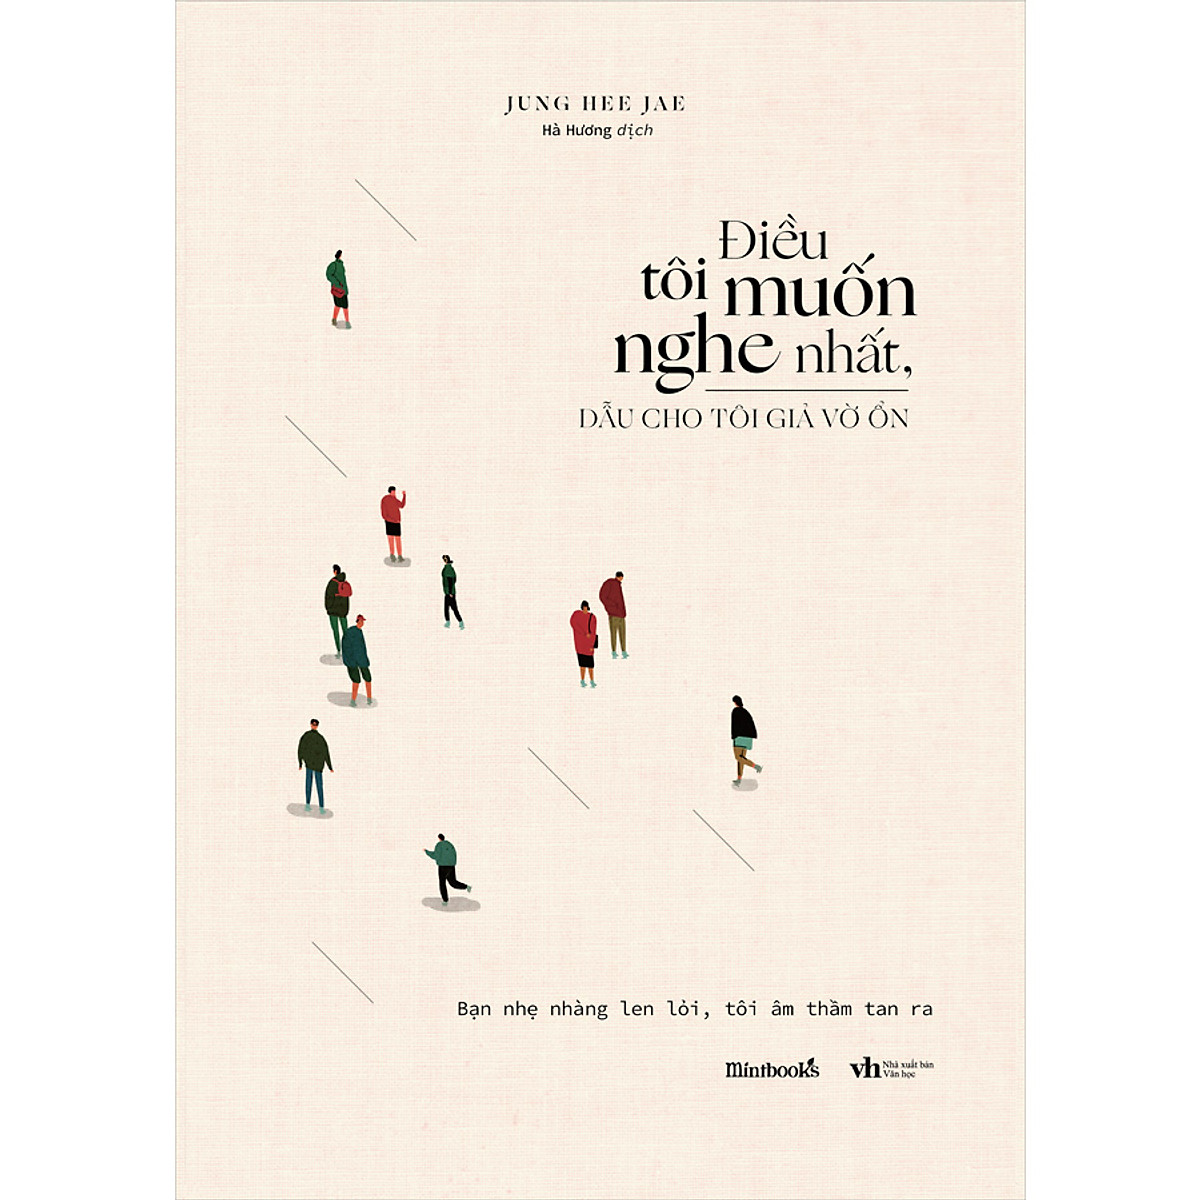 JUNG HEE JAE
Hà Hương dịch
Điều
tôi muốn
nghe nhất,
DẪU CHO TÔI GIẢ VỜ ỔN
Bạn nhẹ nhàng len lỏi, tôi âm thầm tan ra
mintbooks
vh Nhà xuất bản
Văn học